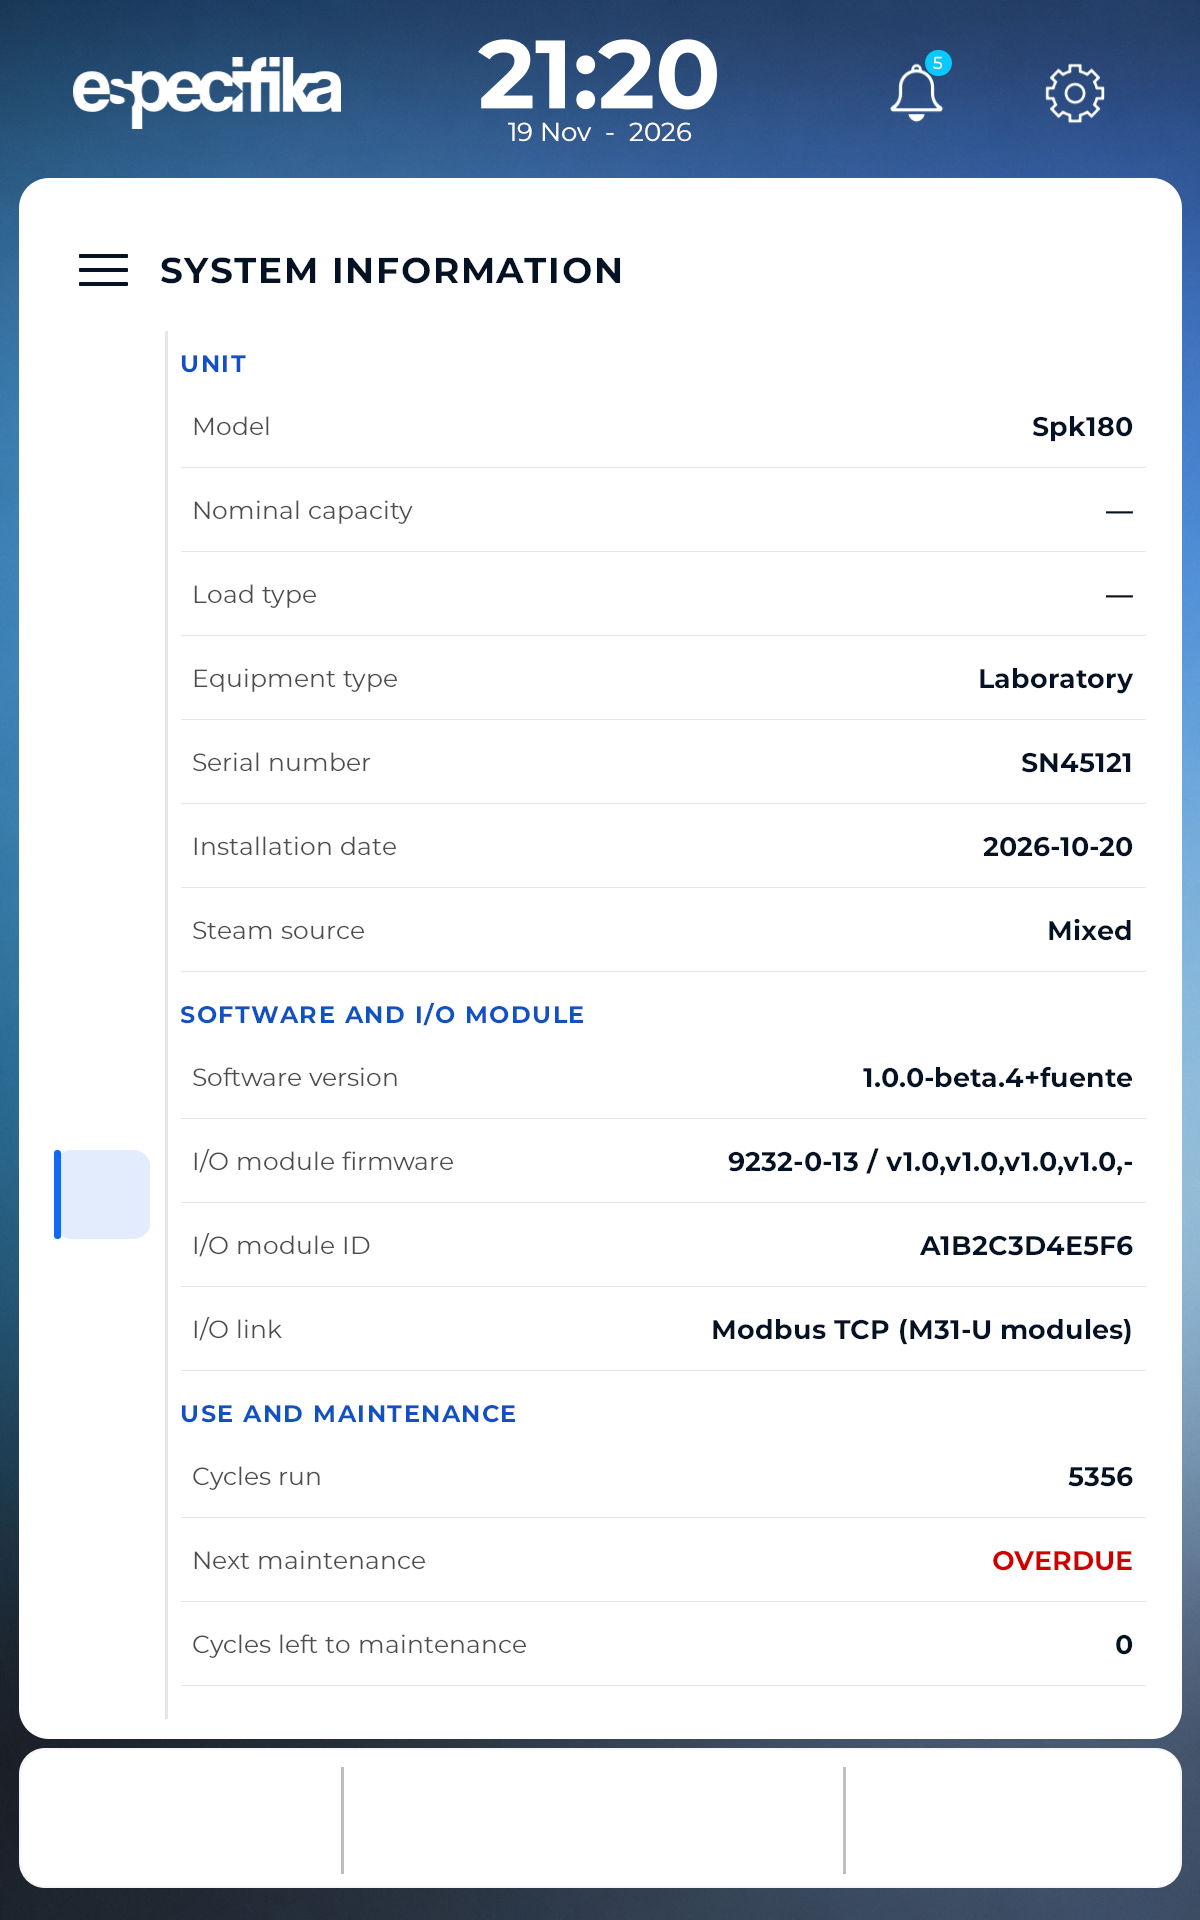 e-specifika
21:20
19 Nov - 2026
5
SYSTEM INFORMATION
UNIT
Model Spk180
Nominal capacity —
Load type —
Equipment type Laboratory
Serial number SN45121
Installation date 2026-10-20
Steam source Mixed
SOFTWARE AND I/O MODULE
Software version 1.0.0-beta.4+fuente
I/O module firmware 9232-0-13 / v1.0,v1.0,v1.0,v1.0,-
I/O module ID A1B2C3D4E5F6
I/O link Modbus TCP (M31-U modules)
USE AND MAINTENANCE
Cycles run 5356
Next maintenance OVERDUE
Cycles left to maintenance 0